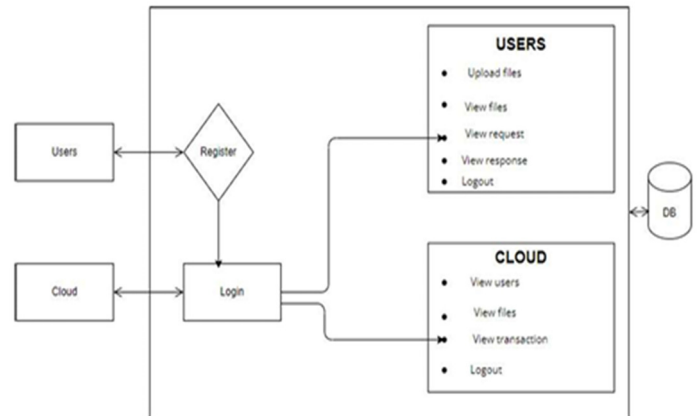 USERS
Upload files
View files
View request
View response
Logout
Users
Register
DB
Cloud
Login
CLOUD
View users
View files
View transaction
Logout